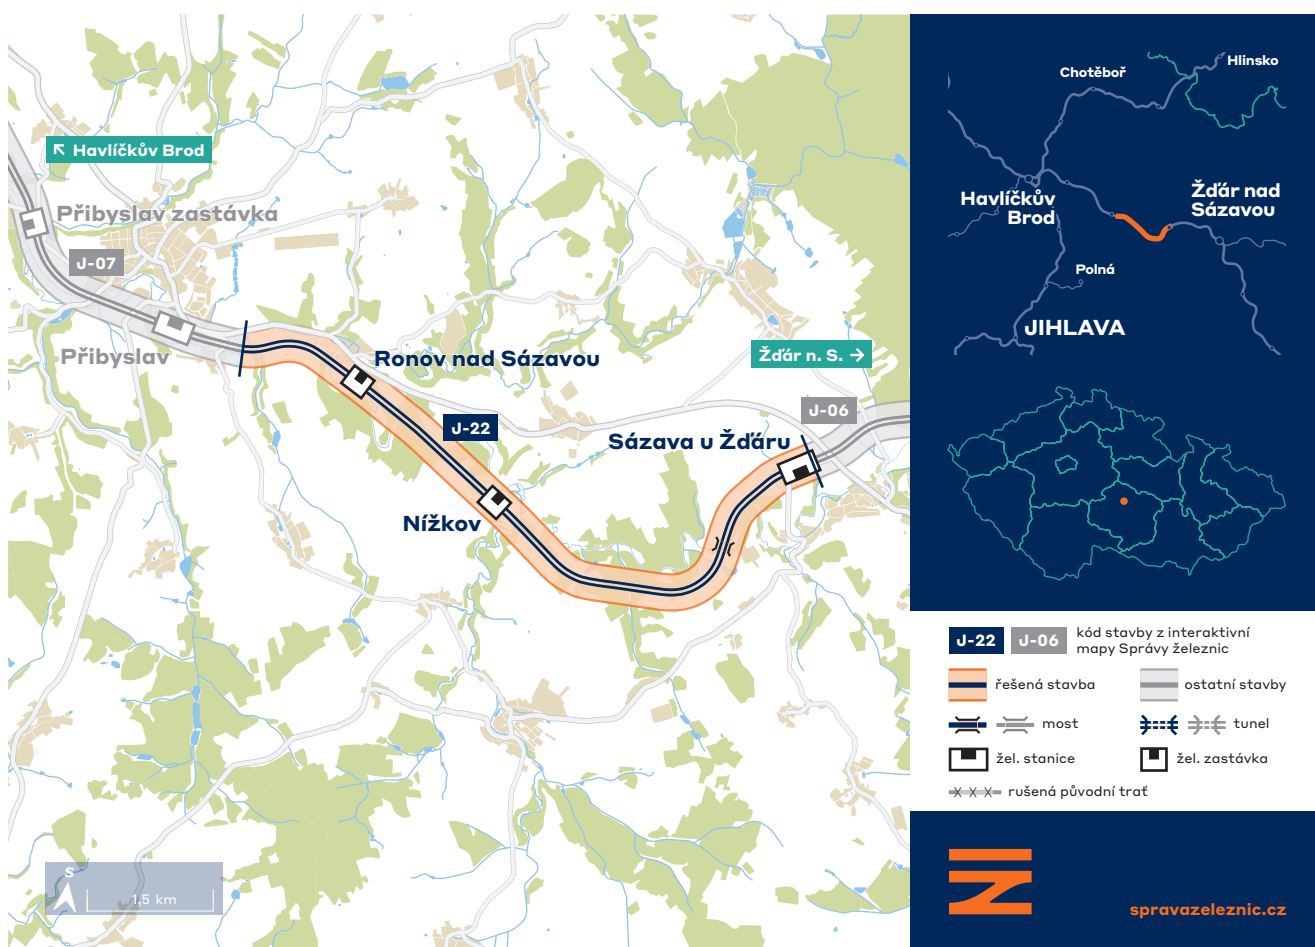 ↖ Havlíčkův Brod
Přibyslav zastávka
J-07
Přibyslav
Ronov nad Sázavou
J-22
Nížkov
Žďár n. S. →
J-06
Sázava u Žďáru
S
1,5 km
Chotěboř
Hlinsko
Havlíčkův
Brod
Žďár nad
Sázavou
Polná
JIHLAVA
J-22 J-06 kód stavby z interaktivní
mapy Správy železnic
řešená stavba
ostatní stavby
most
tunel
žel. stanice
žel. zastávka
rušená původní trať
spravazeleznic.cz